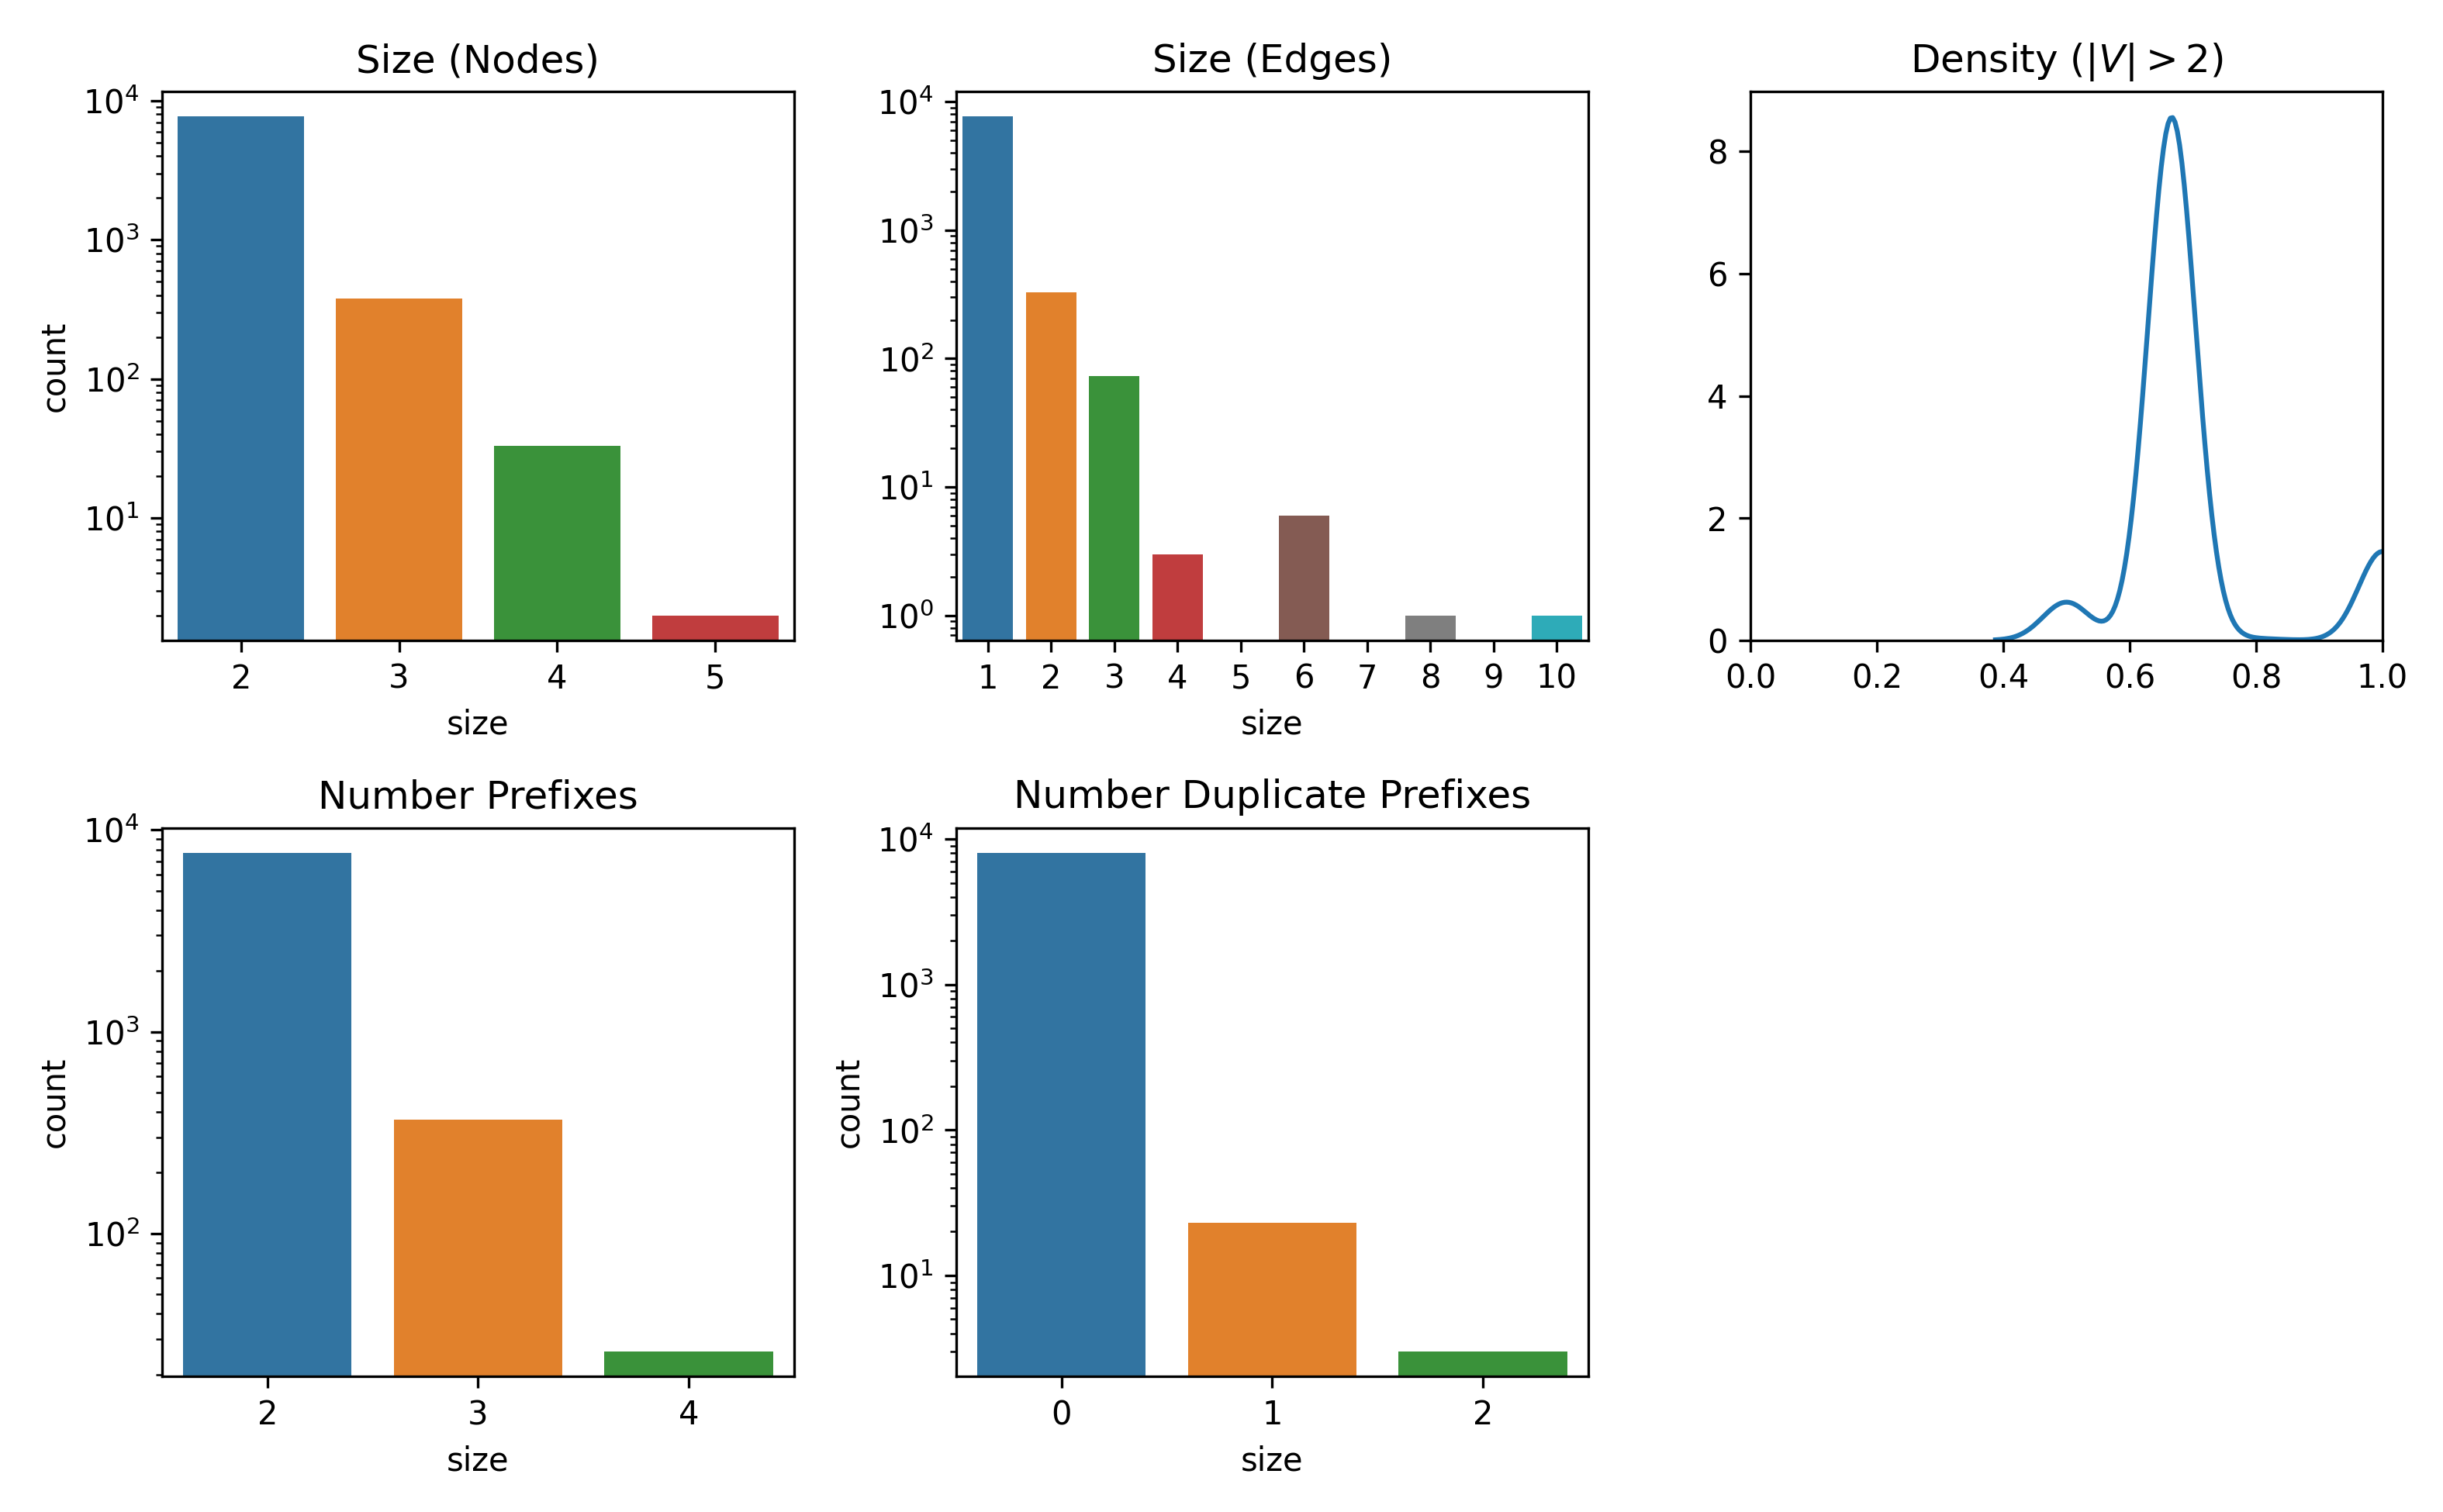 Size (Nodes)
10⁴
10³
10²
10¹
count
2 3 4 5
size
Size (Edges)
10⁴
10³
10²
10¹
10⁰
1 2 3 4 5 6 7 8 9 10
size
Density (|V| > 2)
8
6
4
2
0
0.0 0.2 0.4 0.6 0.8 1.0
Number Prefixes
10⁴
10³
10²
count
2 3 4
size
Number Duplicate Prefixes
10⁴
10³
10²
10¹
count
0 1 2
size